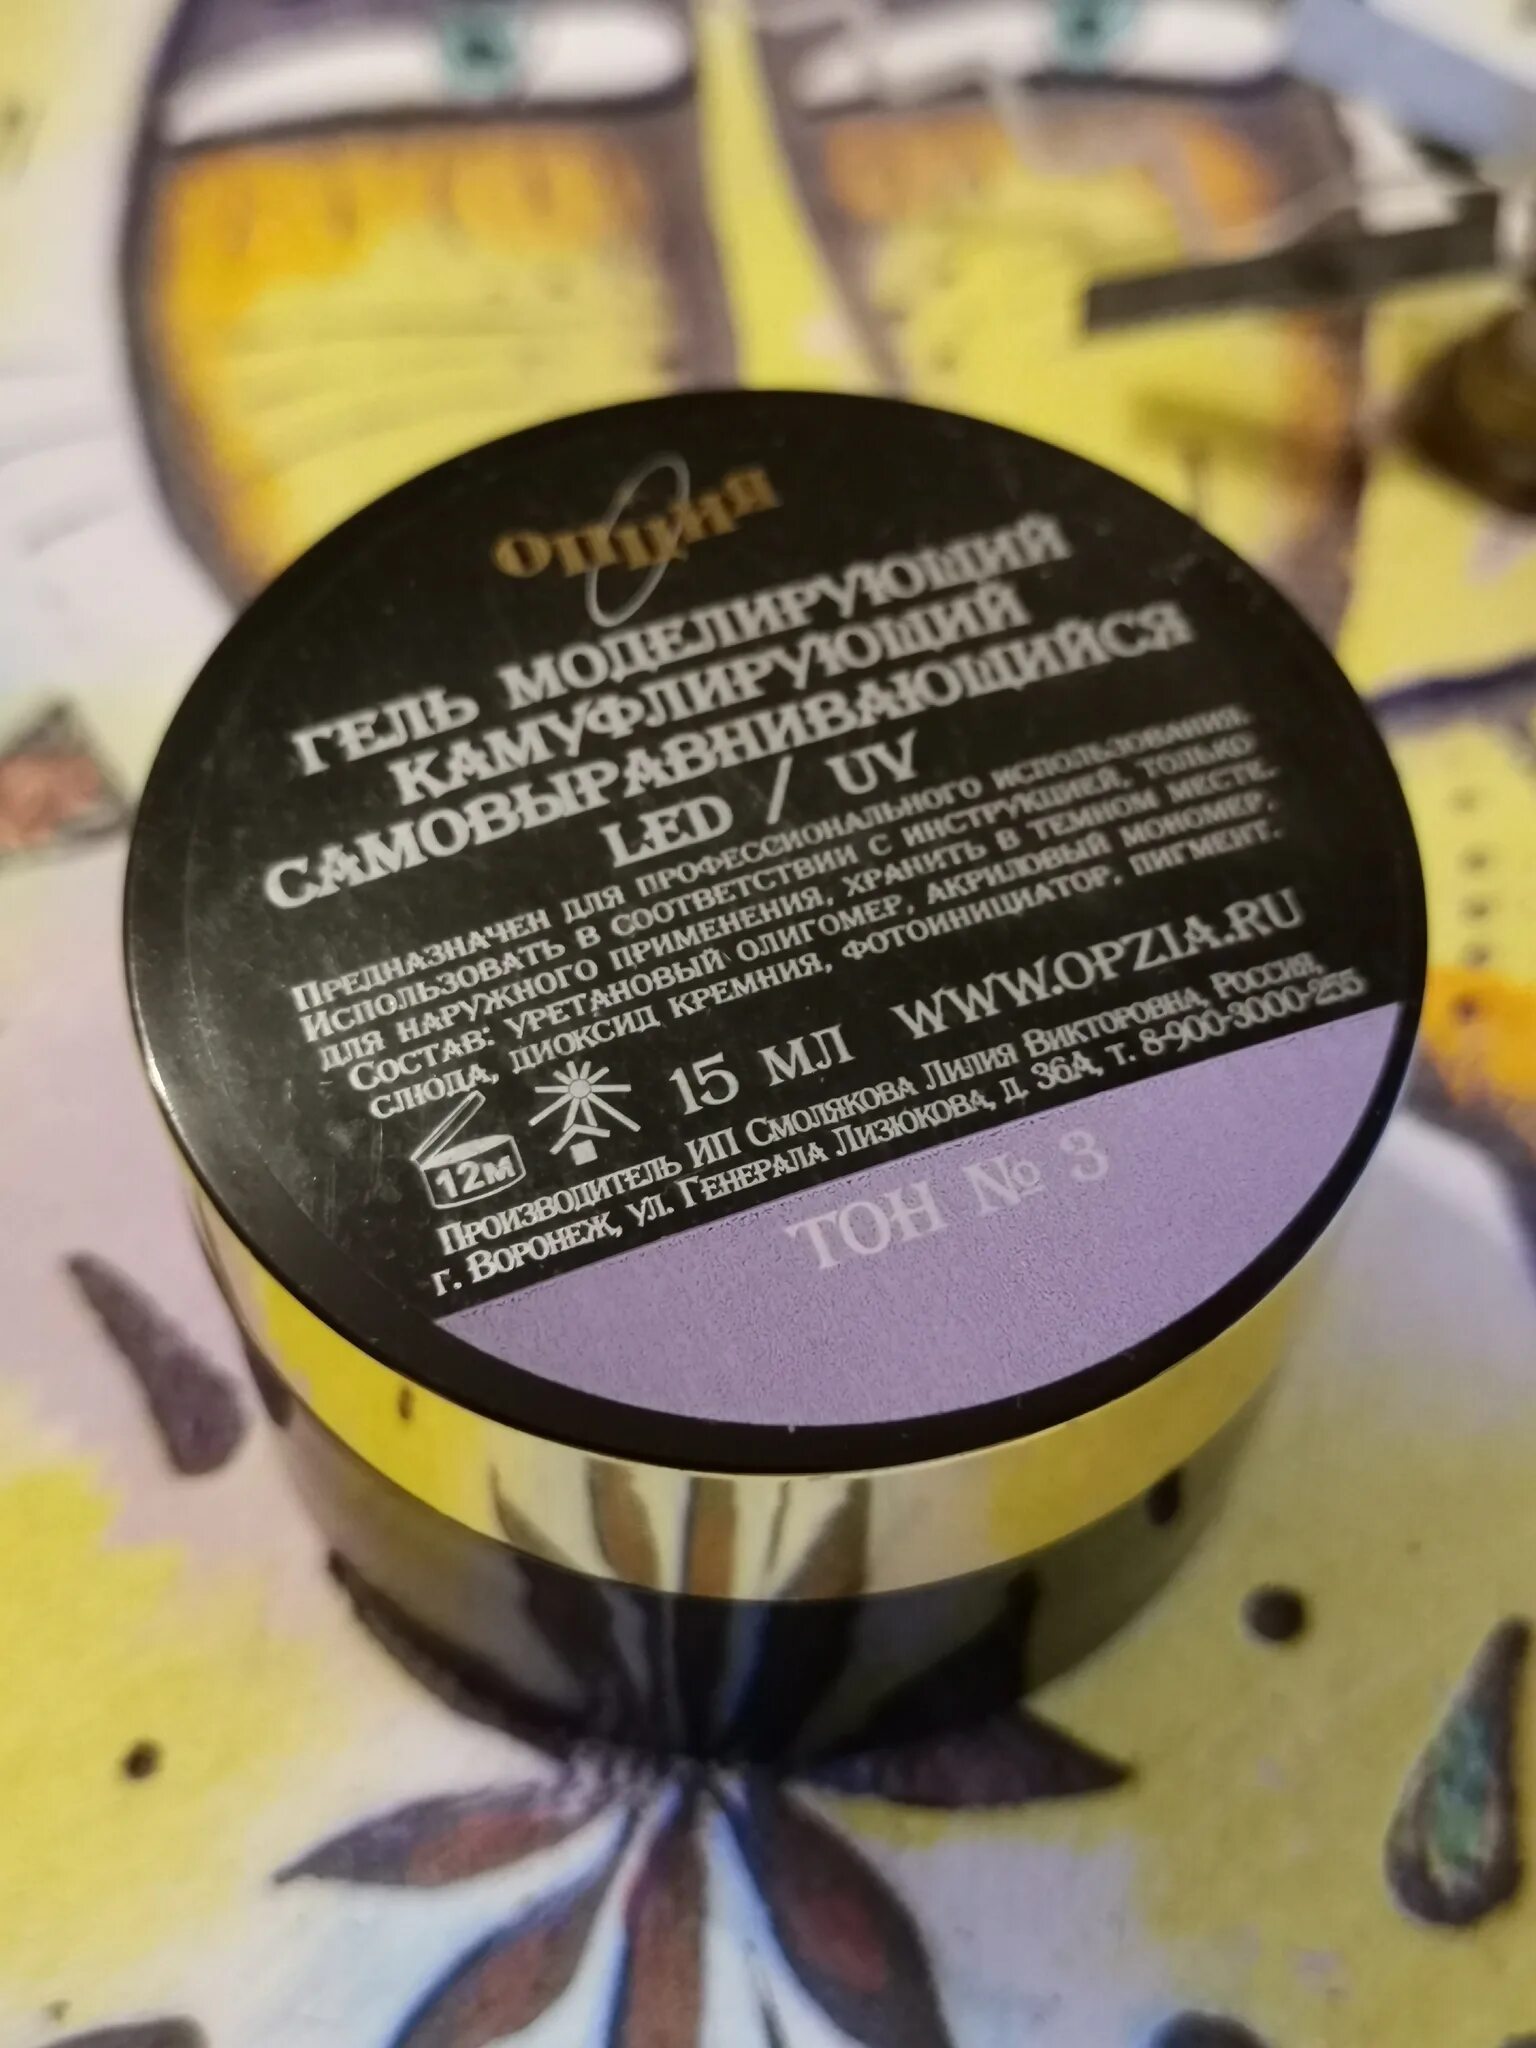 опция
ГЕЛЬ МОДЕЛИРУЮЩИЙ
КАМУФЛИРУЮЩИЙ
САМОВЫРАВНИВАЮЩИЙСЯ
LED / UV
ПРЕДНАЗНАЧЕН ДЛЯ ПРОФЕССИОНАЛЬНОГО ИСПОЛЬЗОВАНИЯ.
ИСПОЛЬЗОВАТЬ В СООТВЕТСТВИИ С ИНСТРУКЦИЕЙ, ТОЛЬКО
ДЛЯ НАРУЖНОГО ПРИМЕНЕНИЯ, ХРАНИТЬ В ТЕМНОМ МЕСТЕ.
СОСТАВ: УРЕТАНОВЫЙ ОЛИГОМЕР, АКРИЛОВЫЙ МОНОМЕР,
СЛЮДА, ДИОКСИД КРЕМНИЯ, ФОТОИНИЦИАТОР, ПИГМЕНТ.
12М 15 МЛ WWW.OPZIA.RU
ПРОИЗВОДИТЕЛЬ ИП СМОЛЯКОВА ЛИЛИЯ ВИКТОРОВНА, РОССИЯ,
Г. ВОРОНЕЖ, УЛ. ГЕНЕРАЛА ЛИЗЮКОВА, Д. 36А, Т. 8-900-3000-255
ТОН № 3